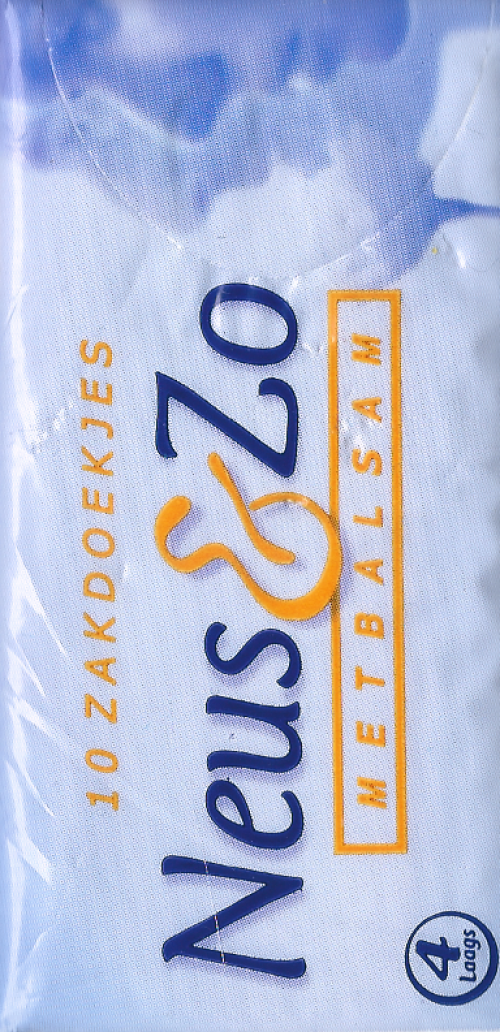 10 ZAKDOEKJES
Neus & Zo
MET BALSAM
4
Laags